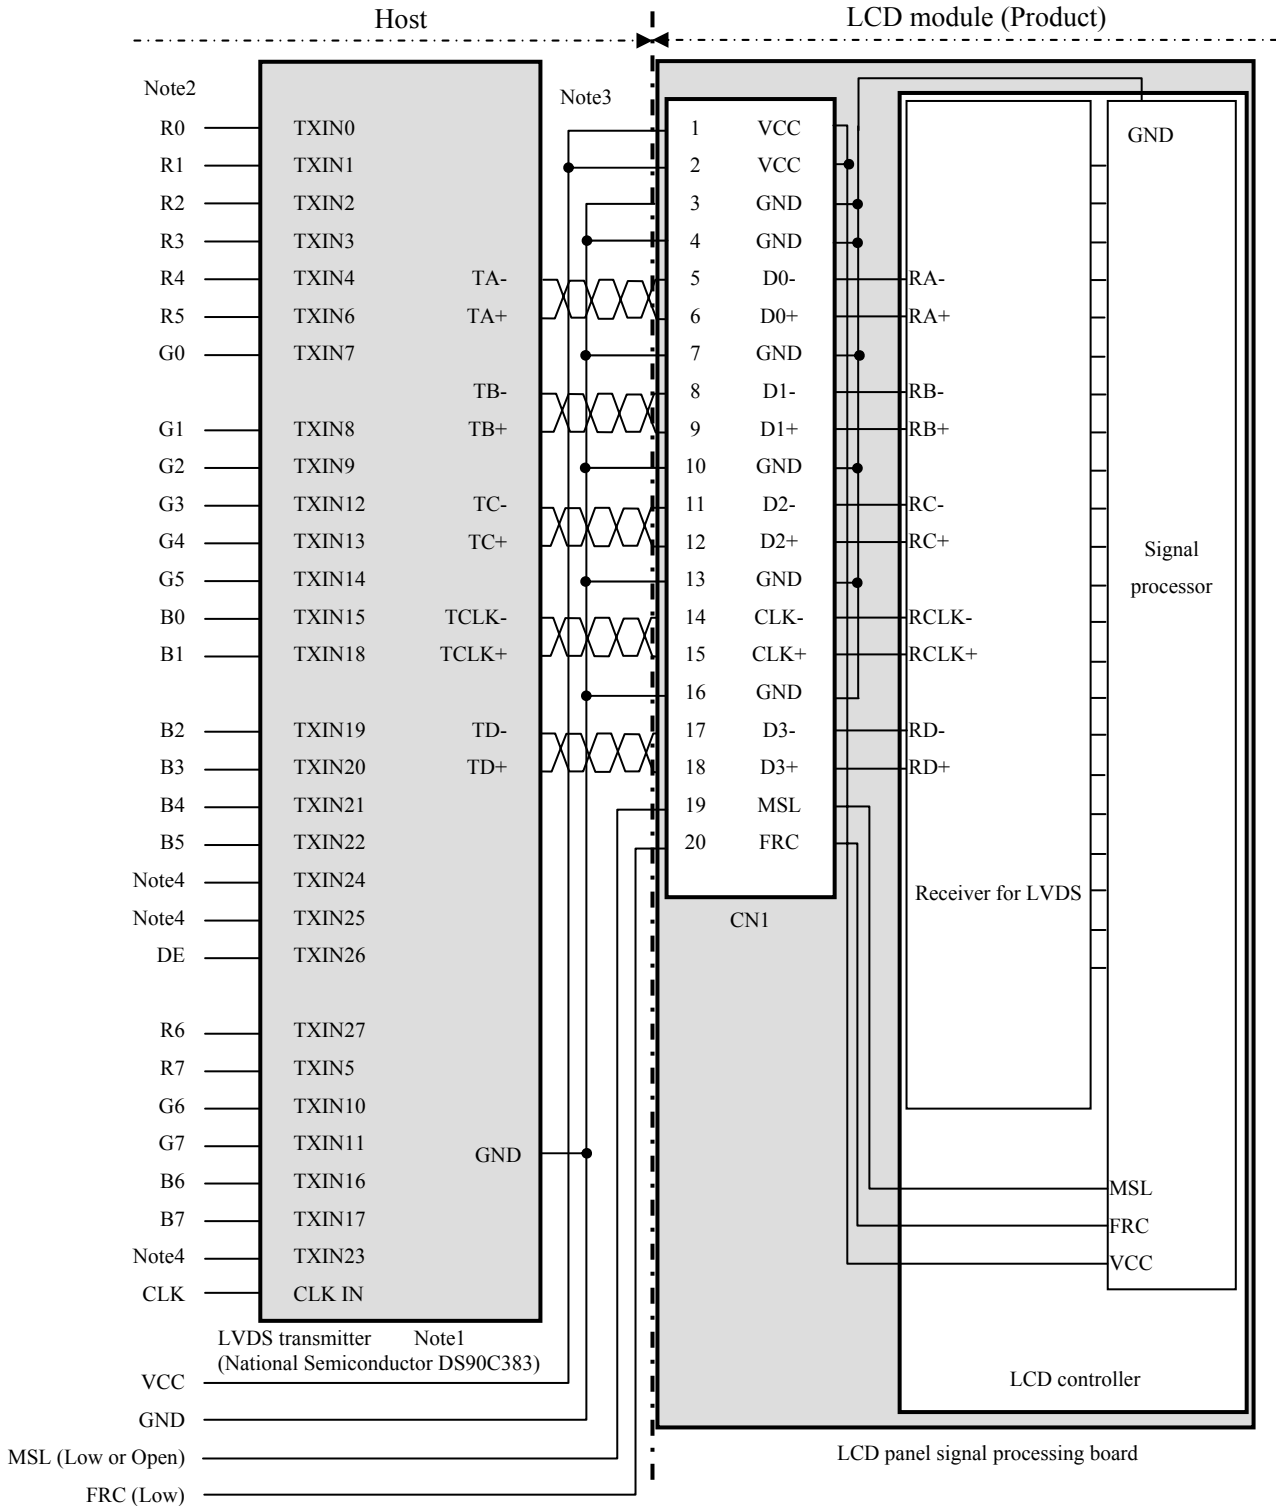 Host
LCD module (Product)
Note2
Note3
R0 TXIN0
R1 TXIN1
R2 TXIN2
R3 TXIN3
R4 TXIN4 TA-
R5 TXIN6 TA+
G0 TXIN7
TB-
G1 TXIN8 TB+
G2 TXIN9
G3 TXIN12 TC-
G4 TXIN13 TC+
G5 TXIN14
B0 TXIN15 TCLK-
B1 TXIN18 TCLK+
B2 TXIN19 TD-
B3 TXIN20 TD+
B4 TXIN21
B5 TXIN22
Note4 TXIN24
Note4 TXIN25
DE TXIN26
R6 TXIN27
R7 TXIN5
G6 TXIN10
G7 TXIN11
GND
B6 TXIN16
B7 TXIN17
Note4 TXIN23
CLK CLK IN
LVDS transmitter Note1
(National Semiconductor DS90C383)
VCC
GND
MSL (Low or Open)
FRC (Low)
1 VCC
2 VCC
3 GND
4 GND
5 D0- RA-
6 D0+ RA+
7 GND
8 D1- RB-
9 D1+ RB+
10 GND
11 D2- RC-
12 D2+ RC+
13 GND
14 CLK- RCLK-
15 CLK+ RCLK+
16 GND
17 D3- RD-
18 D3+ RD+
19 MSL
20 FRC
CN1
Receiver for LVDS
GND
Signal
processor
MSL
FRC
VCC
LCD controller
LCD panel signal processing board